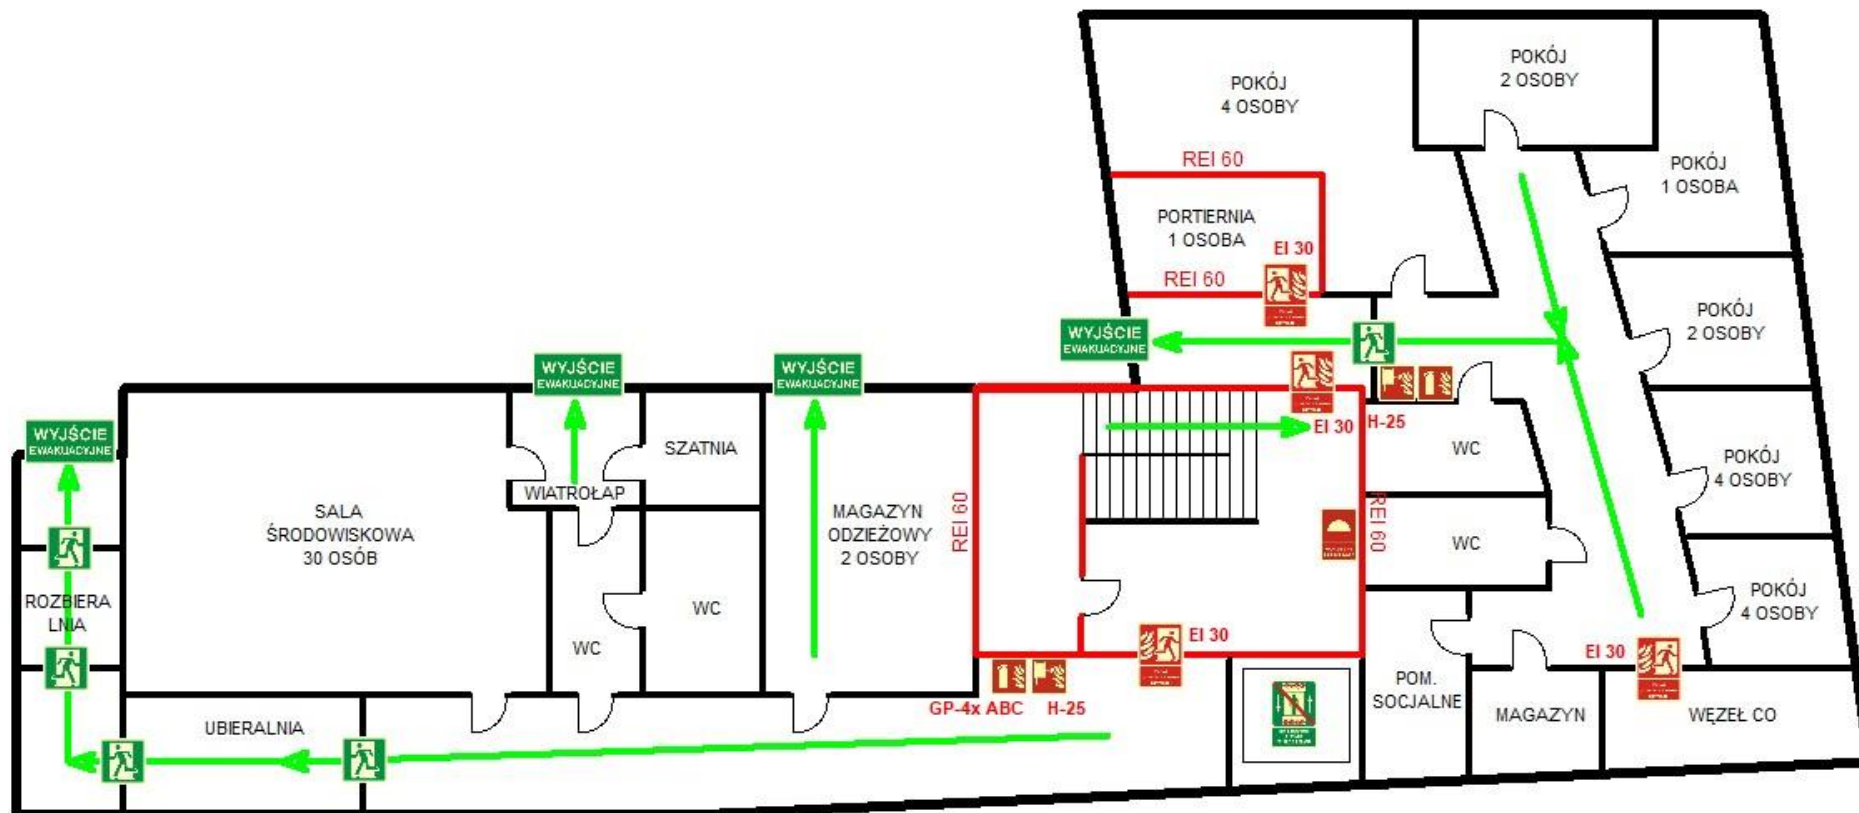 POKÓJ
4 OSOBY
POKÓJ
2 OSOBY
POKÓJ
1 OSOBA
REI 60
PORTIERNIA
1 OSOBA
EI 30
REI 60
POKÓJ
2 OSOBY
WYJŚCIE
EWAKUACYJNE
WYJŚCIE
EWAKUACYJNE
WYJŚCIE
EWAKUACYJNE
WYJŚCIE
EWAKUACYJNE
EI 30
H-25
SZATNIA
WC
WIATROŁAP
SALA
ŚRODOWISKOWA
30 OSÓB
MAGAZYN
ODZIEŻOWY
2 OSOBY
REI 60
REI 60
POKÓJ
4 OSOBY
WC
ROZBIERA
LNIA
WC
WC
EI 30
POKÓJ
4 OSOBY
EI 30
GP-4x ABC
H-25
POM.
SOCJALNE
MAGAZYN
WĘZEŁ CO
UBIERALNIA